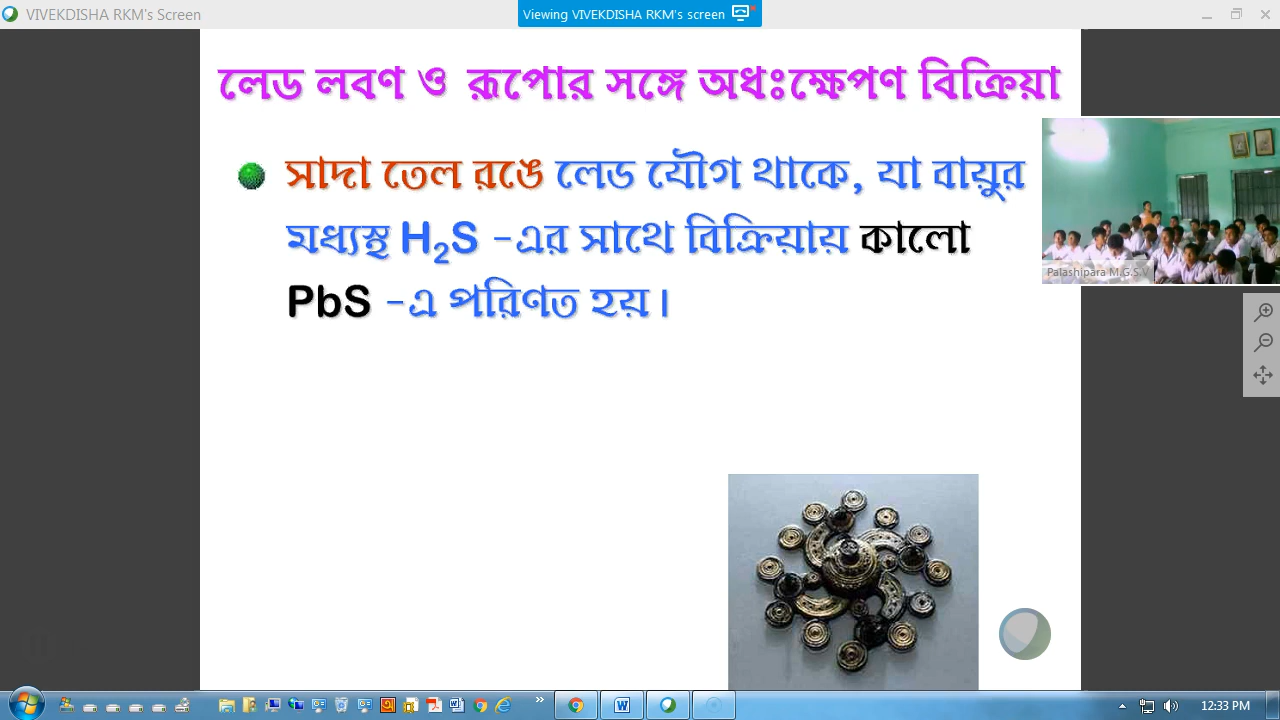 VIVEKDISHA RKM's Screen
Viewing VIVEKDISHA RKM's screen
লেড লবণ ও রূপোর সঙ্গে অধঃক্ষেপণ বিক্রিয়া
সাদা তেল রঙে লেড যৌগ থাকে, যা বায়ুর
মধ্যস্থ H₂S –এর সাথে বিক্রিয়ায় কালো
PbS –এ পরিণত হয়।
Palashipara M.G.S.V
12:33 PM